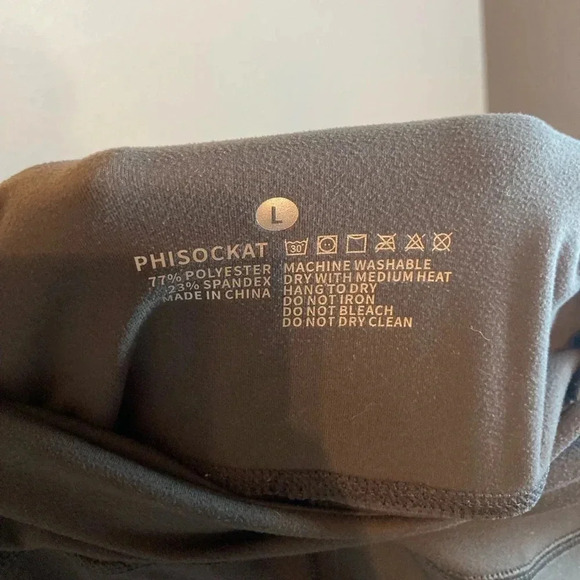 L
PHISOCKAT
77% POLYESTER
23% SPANDEX
MADE IN CHINA
30°
MACHINE WASHABLE
DRY WITH MEDIUM HEAT
HANG TO DRY
DO NOT IRON
DO NOT BLEACH
DO NOT DRY CLEAN